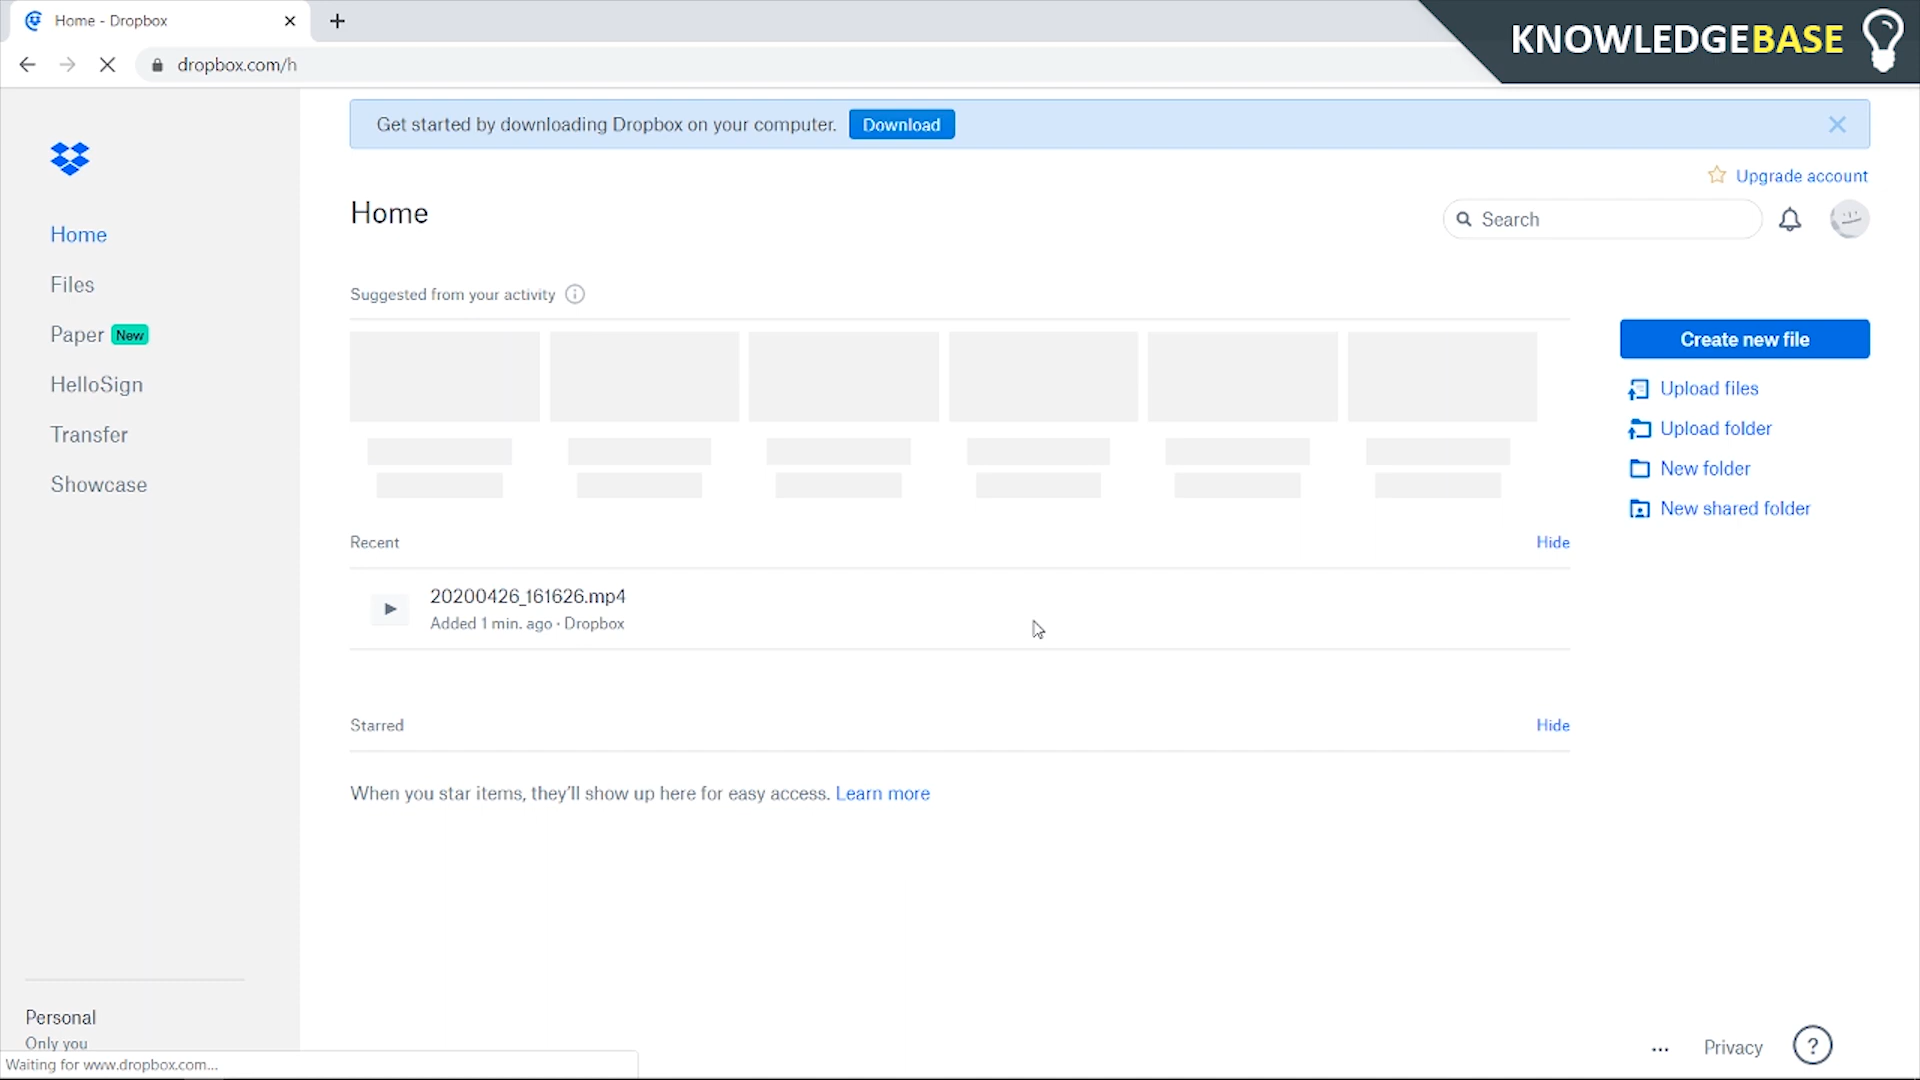 Home - Dropbox
KNOWLEDGEBASE
dropbox.com/h
Get started by downloading Dropbox on your computer. Download
Upgrade account
Home
Search
Home
Files
Paper New
HelloSign
Transfer
Showcase
Suggested from your activity
Create new file
Upload files
Upload folder
New folder
New shared folder
Recent Hide
20200426_161626.mp4
Added 1 min. ago · Dropbox
Starred Hide
When you star items, they'll show up here for easy access. Learn more
Personal
Only you
Waiting for www.dropbox.com...
... Privacy ?